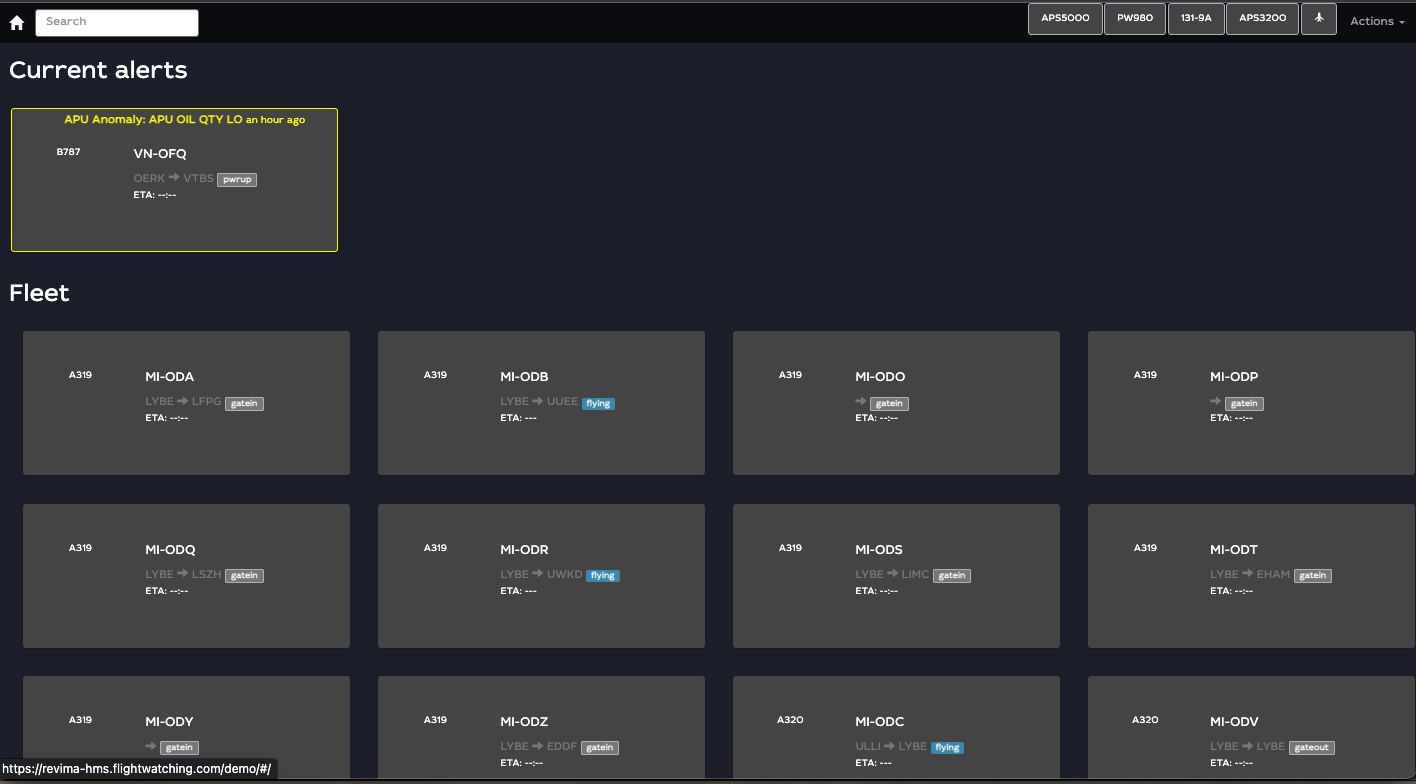 Search
APS5000 PW980 131-9A APS3200 Actions
Current alerts
APU Anomaly: APU OIL QTY LO an hour ago
B787 VN-OFQ
OERK VTBS pwrup
ETA: --:--
Fleet
A319 MI-ODA
LYBE LFPG gatein
ETA: --:--
A319 MI-ODB
LYBE UUEE flying
ETA: ---
A319 MI-ODO
gatein
ETA: --:--
A319 MI-ODP
gatein
ETA: --:--
A319 MI-ODQ
LYBE LSZH gatein
ETA: --:--
A319 MI-ODR
LYBE UWKD flying
ETA: ---
A319 MI-ODS
LYBE LIMC gatein
ETA: --:--
A319 MI-ODT
LYBE EHAM gatein
ETA: --:--
A319 MI-ODY
gatein
A319 MI-ODZ
LYBE EDDF gatein
ETA: --:--
A320 MI-ODC
ULLI LYBE flying
ETA: ---
A320 MI-ODV
LYBE LYBE gateout
ETA: --:--
https://revima-hms.flightwatching.com/demo/#/